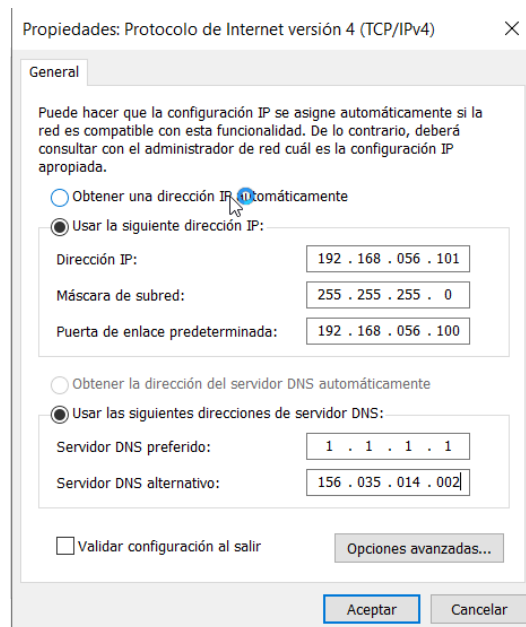 Propiedades: Protocolo de Internet versión 4 (TCP/IPv4)
General
Puede hacer que la configuración IP se asigne automáticamente si la
red es compatible con esta funcionalidad. De lo contrario, deberá
consultar con el administrador de red cuál es la configuración IP
apropiada.
Obtener una dirección IP automáticamente
Usar la siguiente dirección IP:
Dirección IP: 192 . 168 . 056 . 101
Máscara de subred: 255 . 255 . 255 . 0
Puerta de enlace predeterminada: 192 . 168 . 056 . 100
Obtener la dirección del servidor DNS automáticamente
Usar las siguientes direcciones de servidor DNS:
Servidor DNS preferido: 1 . 1 . 1 . 1
Servidor DNS alternativo: 156 . 035 . 014 . 002
Validar configuración al salir Opciones avanzadas...
Aceptar Cancelar